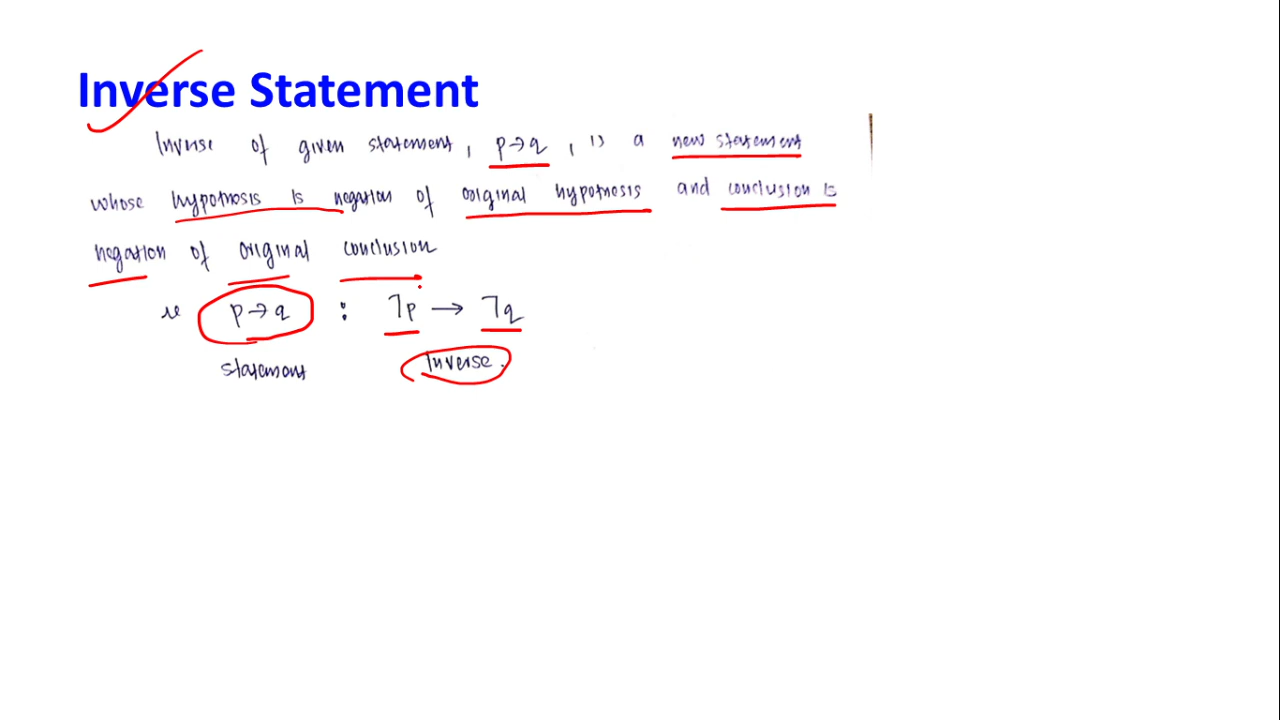 Inverse Statement
Inverse of given statement, p→q, is a new statement
whose hypothesis is negation of original hypothesis and conclusion is
negation of original conclusion
ie p→q : ¬p → ¬q
statement inverse.